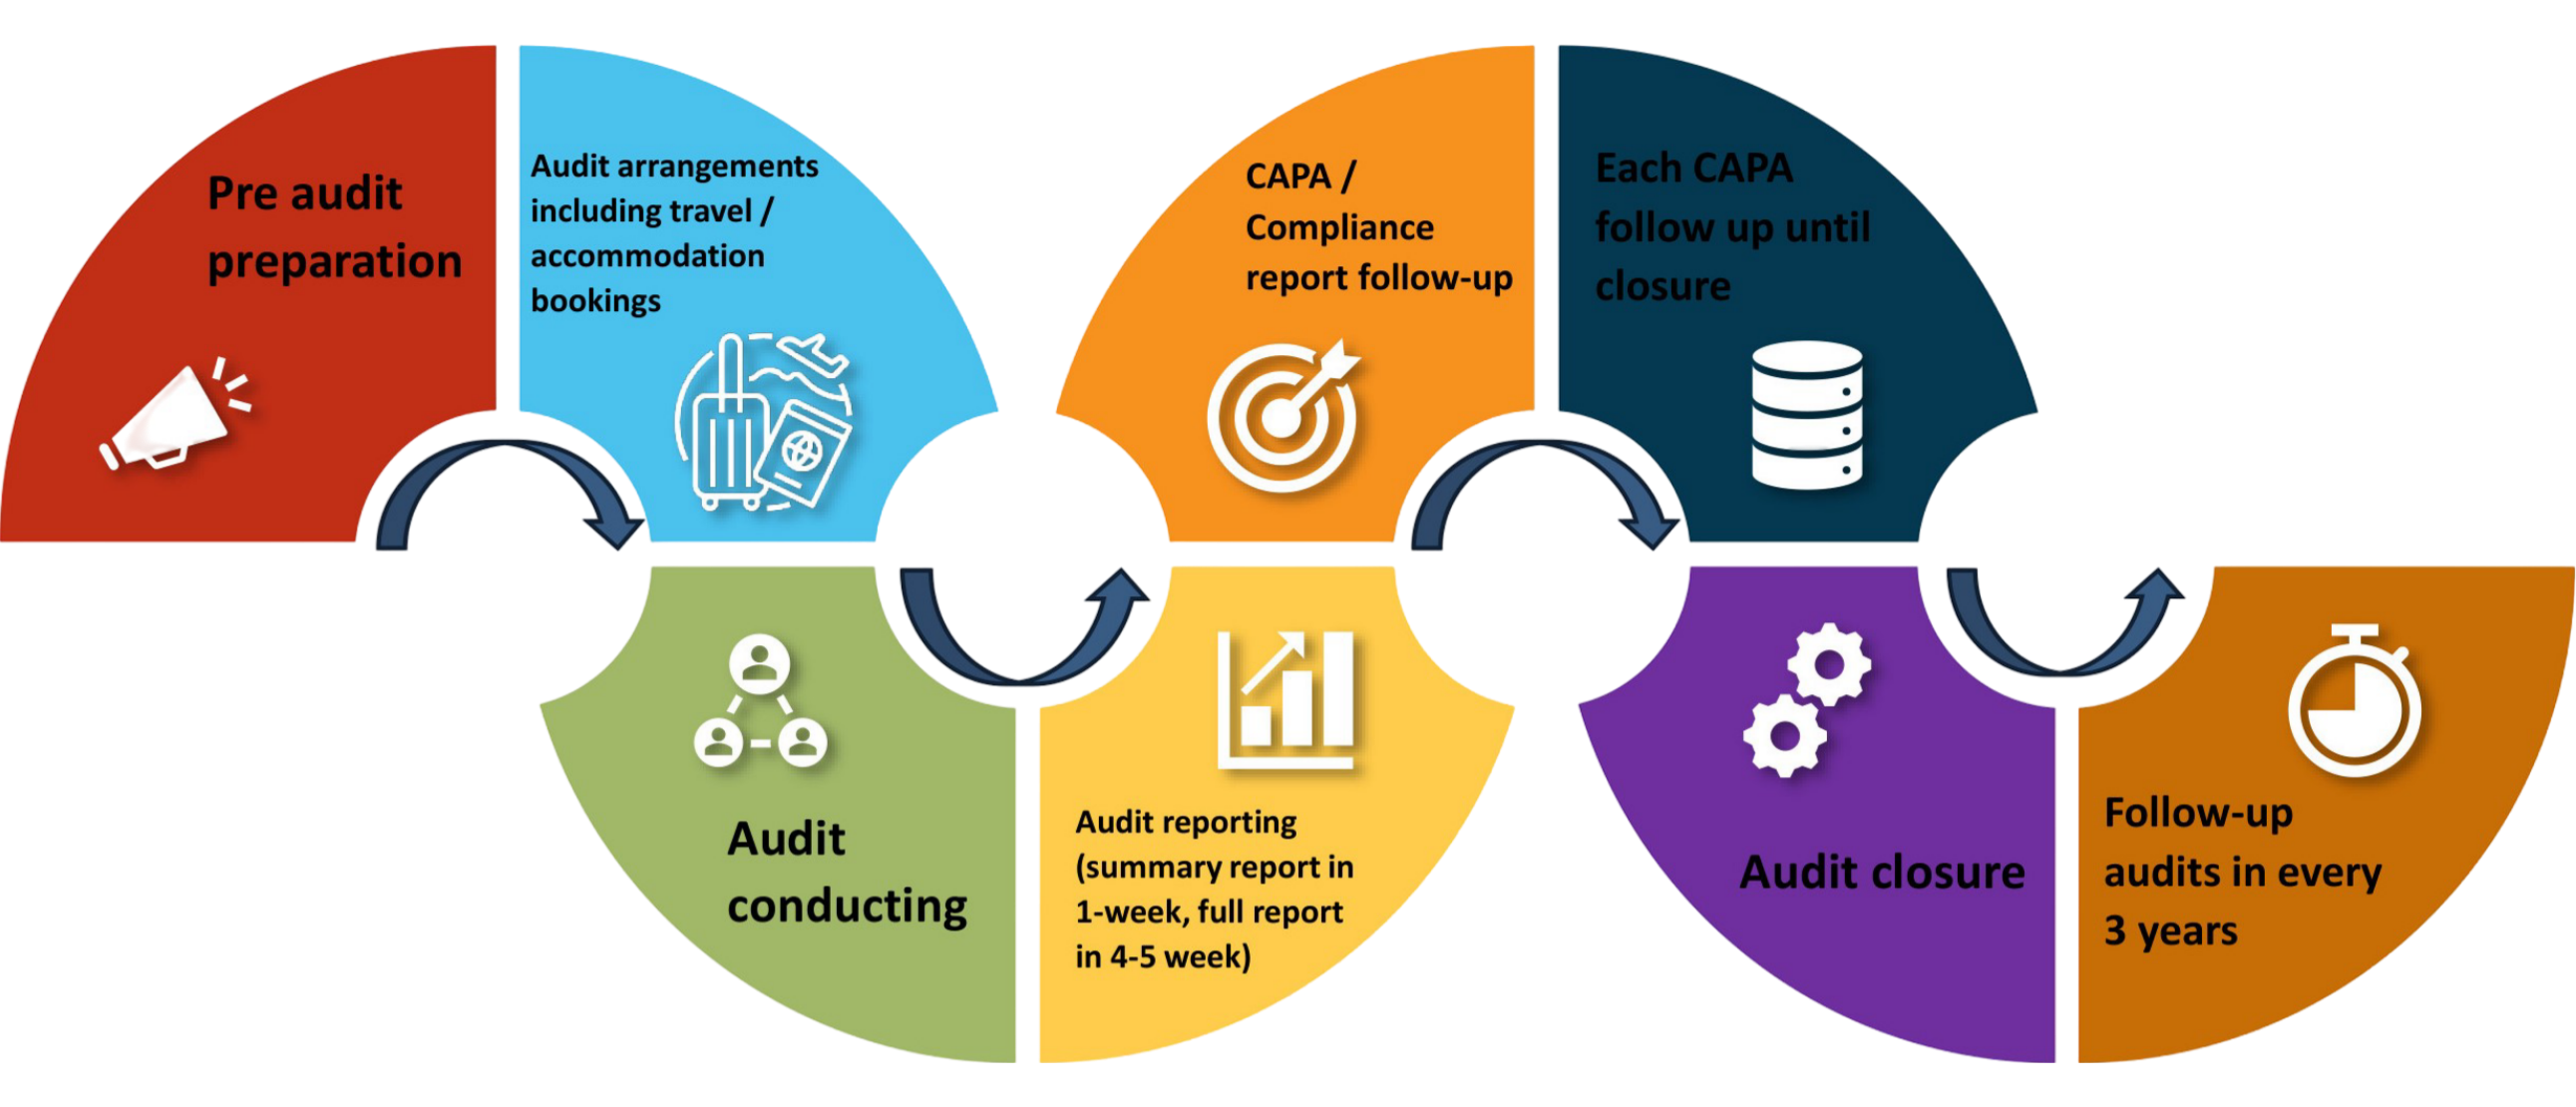 Pre audit
preparation
Audit arrangements
including travel /
accommodation
bookings
Audit
conducting
Audit reporting
(summary report in
1-week, full report
in 4-5 week)
CAPA /
Compliance
report follow-up
Each CAPA
follow up until
closure
Audit closure
Follow-up
audits in every
3 years